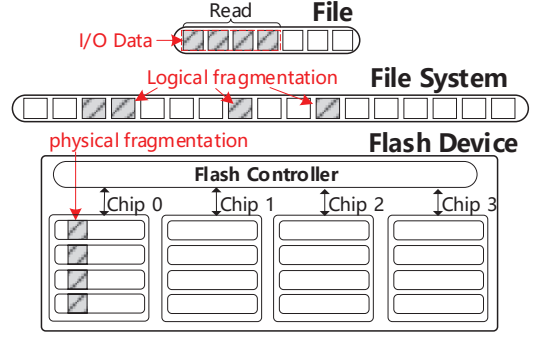 Read
File
I/O Data
Logical fragmentation
File System
physical fragmentation
Flash Device
Flash Controller
Chip 0
Chip 1
Chip 2
Chip 3